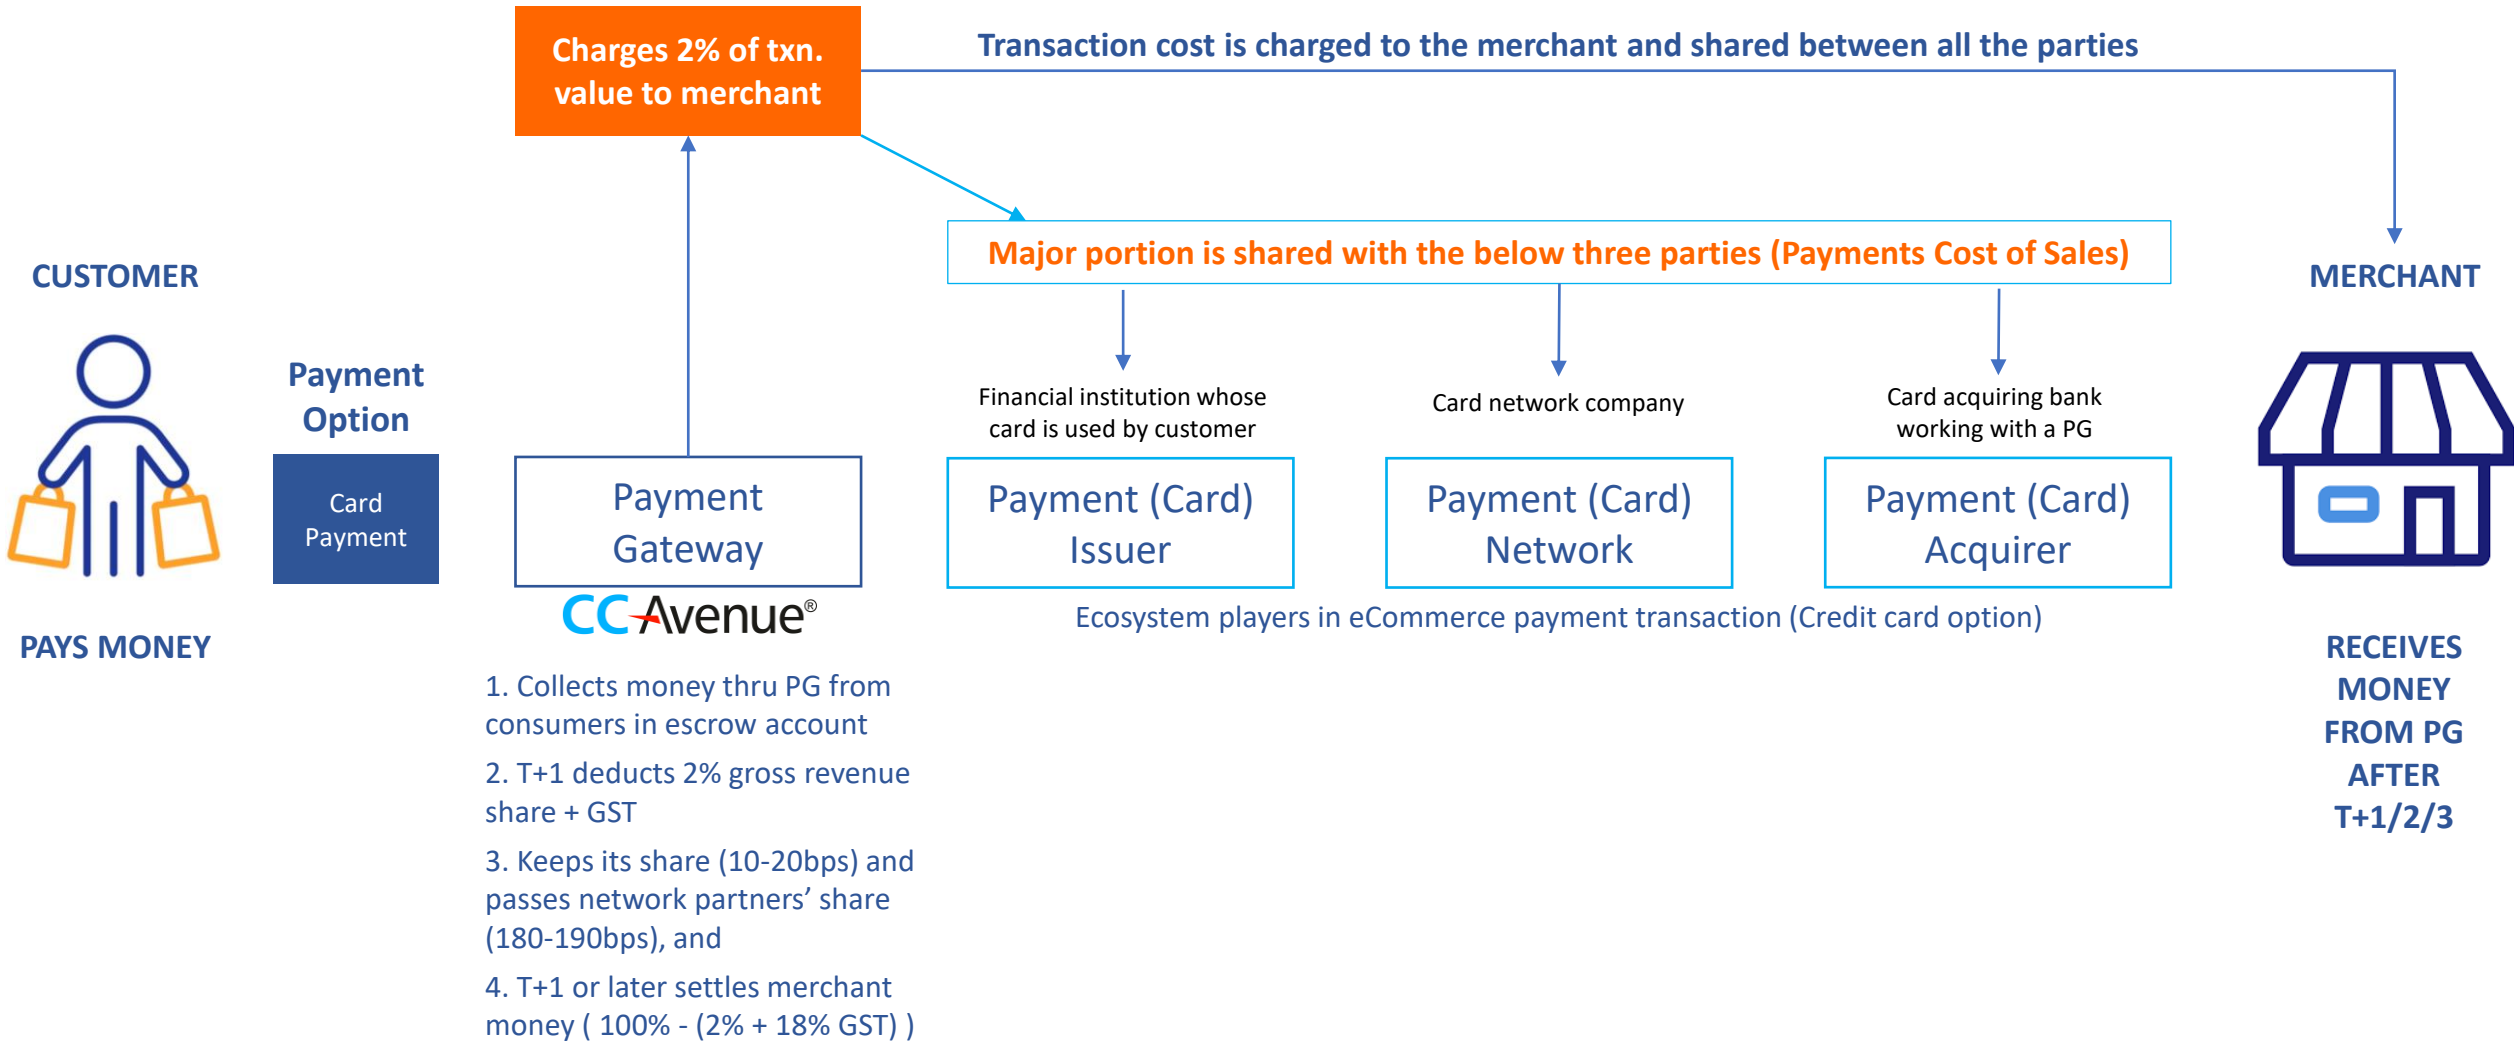 Charges 2% of txn.
value to merchant
Transaction cost is charged to the merchant and shared between all the parties
Major portion is shared with the below three parties (Payments Cost of Sales)
CUSTOMER
PAYS MONEY
Payment
Option
Card
Payment
Payment
Gateway
CCAvenue®
1. Collects money thru PG from
consumers in escrow account
2. T+1 deducts 2% gross revenue
share + GST
3. Keeps its share (10-20bps) and
passes network partners’ share
(180-190bps), and
4. T+1 or later settles merchant
money ( 100% - (2% + 18% GST) )
Financial institution whose
card is used by customer
Payment (Card)
Issuer
Card network company
Payment (Card)
Network
Card acquiring bank
working with a PG
Payment (Card)
Acquirer
Ecosystem players in eCommerce payment transaction (Credit card option)
MERCHANT
RECEIVES
MONEY
FROM PG
AFTER
T+1/2/3